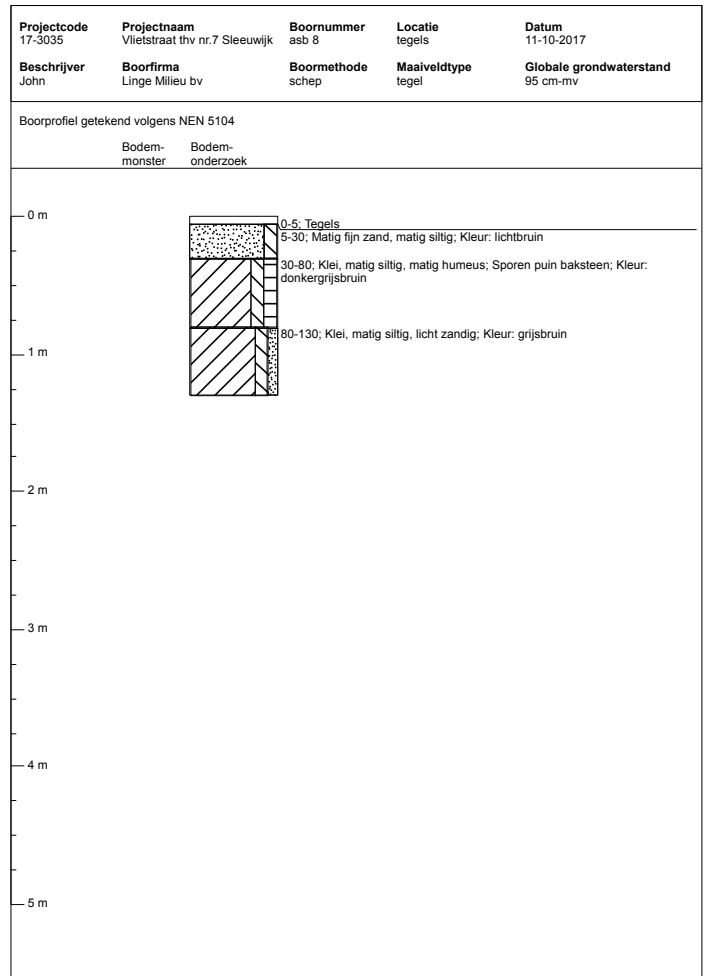 Projectcode Projectnaam Boornummer Locatie Datum
17-3035 Vlietstraat thv nr.7 Sleeuwijk asb 8 tegels 11-10-2017
Beschrijver Boorfirma Boormethode Maaiveldtype Globale grondwaterstand
John Linge Milieu bv schep tegel 95 cm-mv
Boorprofiel getekend volgens NEN 5104
Bodem- Bodem-
monster onderzoek
0 m
0-5; Tegels
5-30; Matig fijn zand, matig siltig; Kleur: lichtbruin
30-80; Klei, matig siltig, matig humeus; Sporen puin baksteen; Kleur:
donkergrijsbruin
80-130; Klei, matig siltig, licht zandig; Kleur: grijsbruin
1 m
2 m
3 m
4 m
5 m